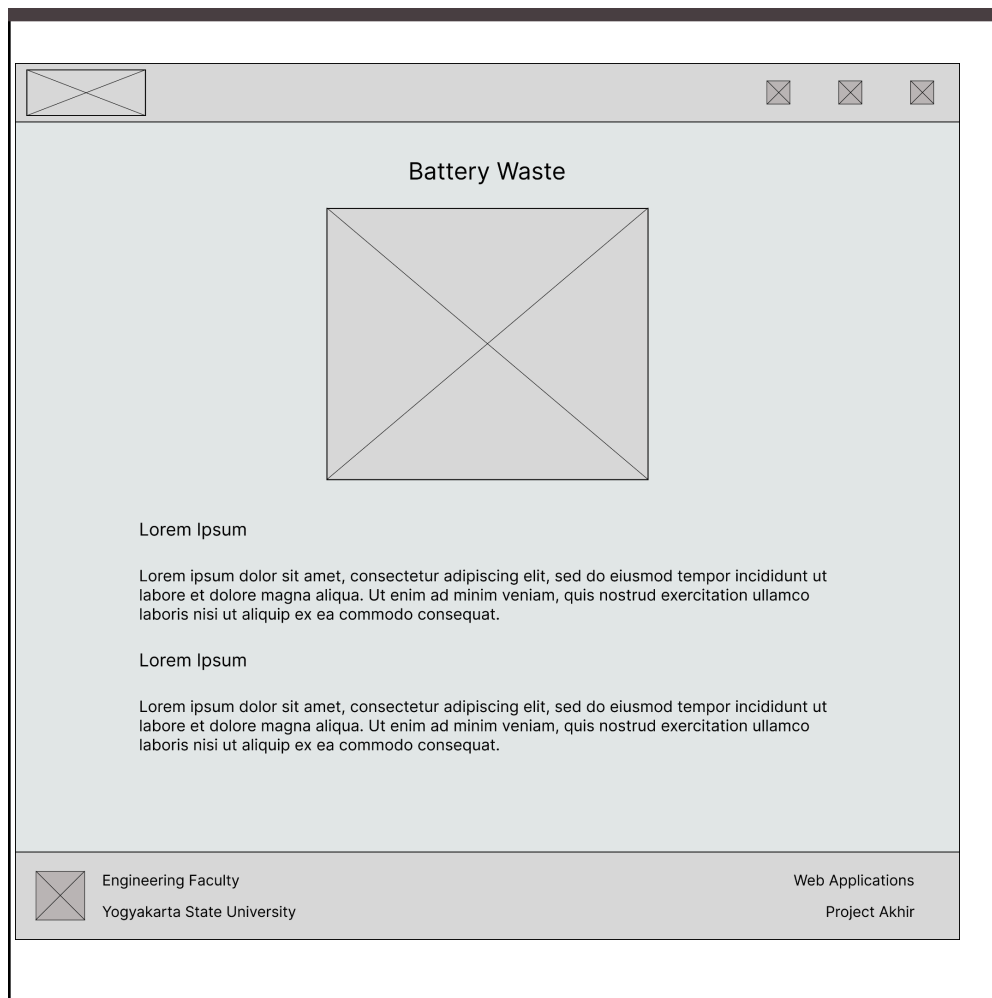 Battery Waste
Lorem Ipsum
Lorem ipsum dolor sit amet, consectetur adipiscing elit, sed do eiusmod tempor incididunt ut
labore et dolore magna aliqua. Ut enim ad minim veniam, quis nostrud exercitation ullamco
laboris nisi ut aliquip ex ea commodo consequat.
Lorem Ipsum
Lorem ipsum dolor sit amet, consectetur adipiscing elit, sed do eiusmod tempor incididunt ut
labore et dolore magna aliqua. Ut enim ad minim veniam, quis nostrud exercitation ullamco
laboris nisi ut aliquip ex ea commodo consequat.
Engineering Faculty
Yogyakarta State University
Web Applications
Project Akhir